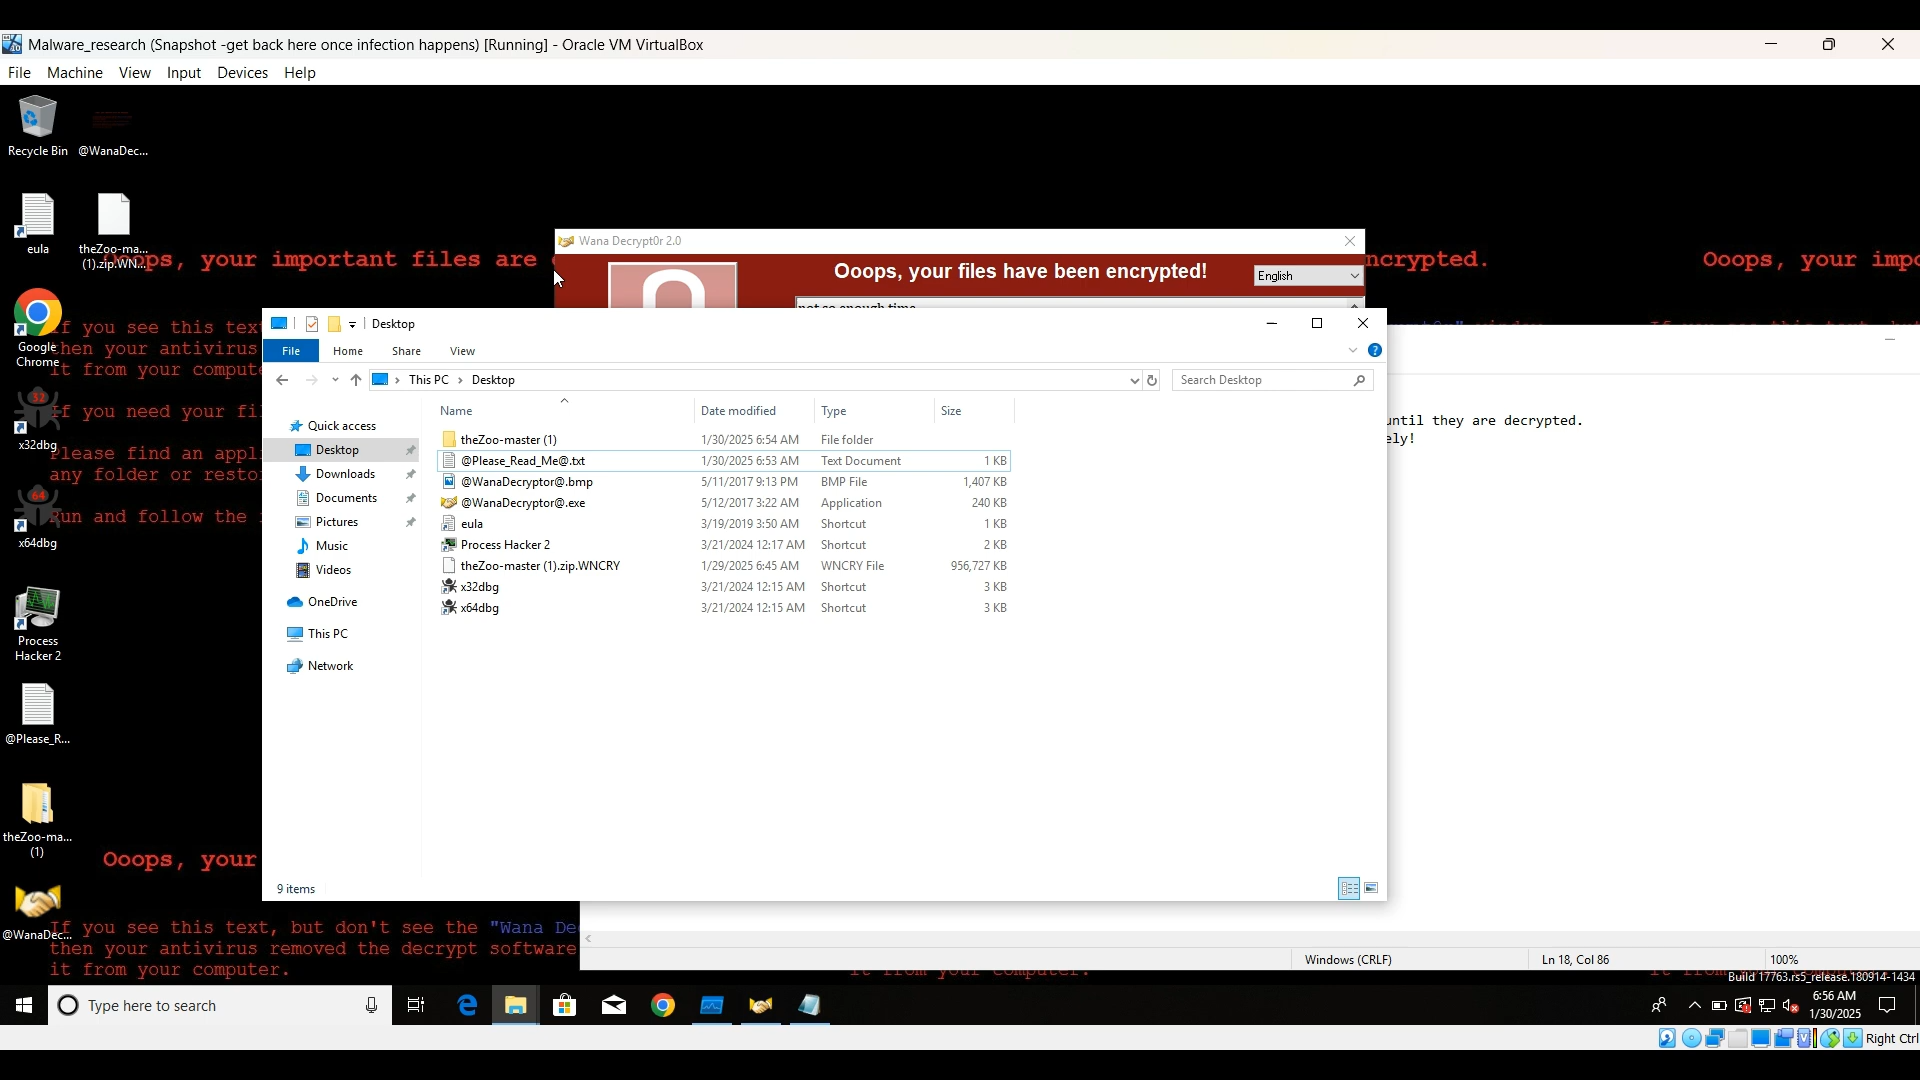 Malware_research (Snapshot -get back here once infection happens) [Running] - Oracle VM VirtualBox
File Machine View Input Devices Help
Recycle Bin
@WanaDec...
eula
theZoo-ma...
(1).zip.WN...
Google
Chrome
x32dbg
x64dbg
Process
Hacker 2
@Please_R...
theZoo-ma...
(1)
@WanaDec...
Ooops, your important files are
ncrypted.
Ooops, your impo
If you see this text
then your antivirus
it from your compute
If you need your fil
Please find an appli
any folder or resto
Run and follow the
Wana Decrypt0r 2.0
Ooops, your files have been encrypted!
English
Desktop
File Home Share View
This PC > Desktop
Search Desktop
Name Date modified Type Size
Quick access
Desktop
Downloads
Documents
Pictures
Music
Videos
OneDrive
This PC
Network
theZoo-master (1) 1/30/2025 6:54 AM File folder
@Please_Read_Me@.txt 1/30/2025 6:53 AM Text Document 1 KB
@WanaDecryptor@.bmp 5/11/2017 9:13 PM BMP File 1,407 KB
@WanaDecryptor@.exe 5/12/2017 3:22 AM Application 240 KB
eula 3/19/2019 3:50 AM Shortcut 1 KB
Process Hacker 2 3/21/2024 12:17 AM Shortcut 2 KB
theZoo-master (1).zip.WNCRY 1/29/2025 6:45 AM WNCRY File 956,727 KB
x32dbg 3/21/2024 12:15 AM Shortcut 3 KB
x64dbg 3/21/2024 12:15 AM Shortcut 3 KB
9 items
until they are decrypted.
ely!
Ooops, your
If you see this text, but don't see the "Wana De
then your antivirus removed the decrypt software
it from your computer.
Windows (CRLF) Ln 18, Col 86 100%
Build 17763.rs5_release.180914-1434
Type here to search
6:56 AM
1/30/2025
Right Ctrl